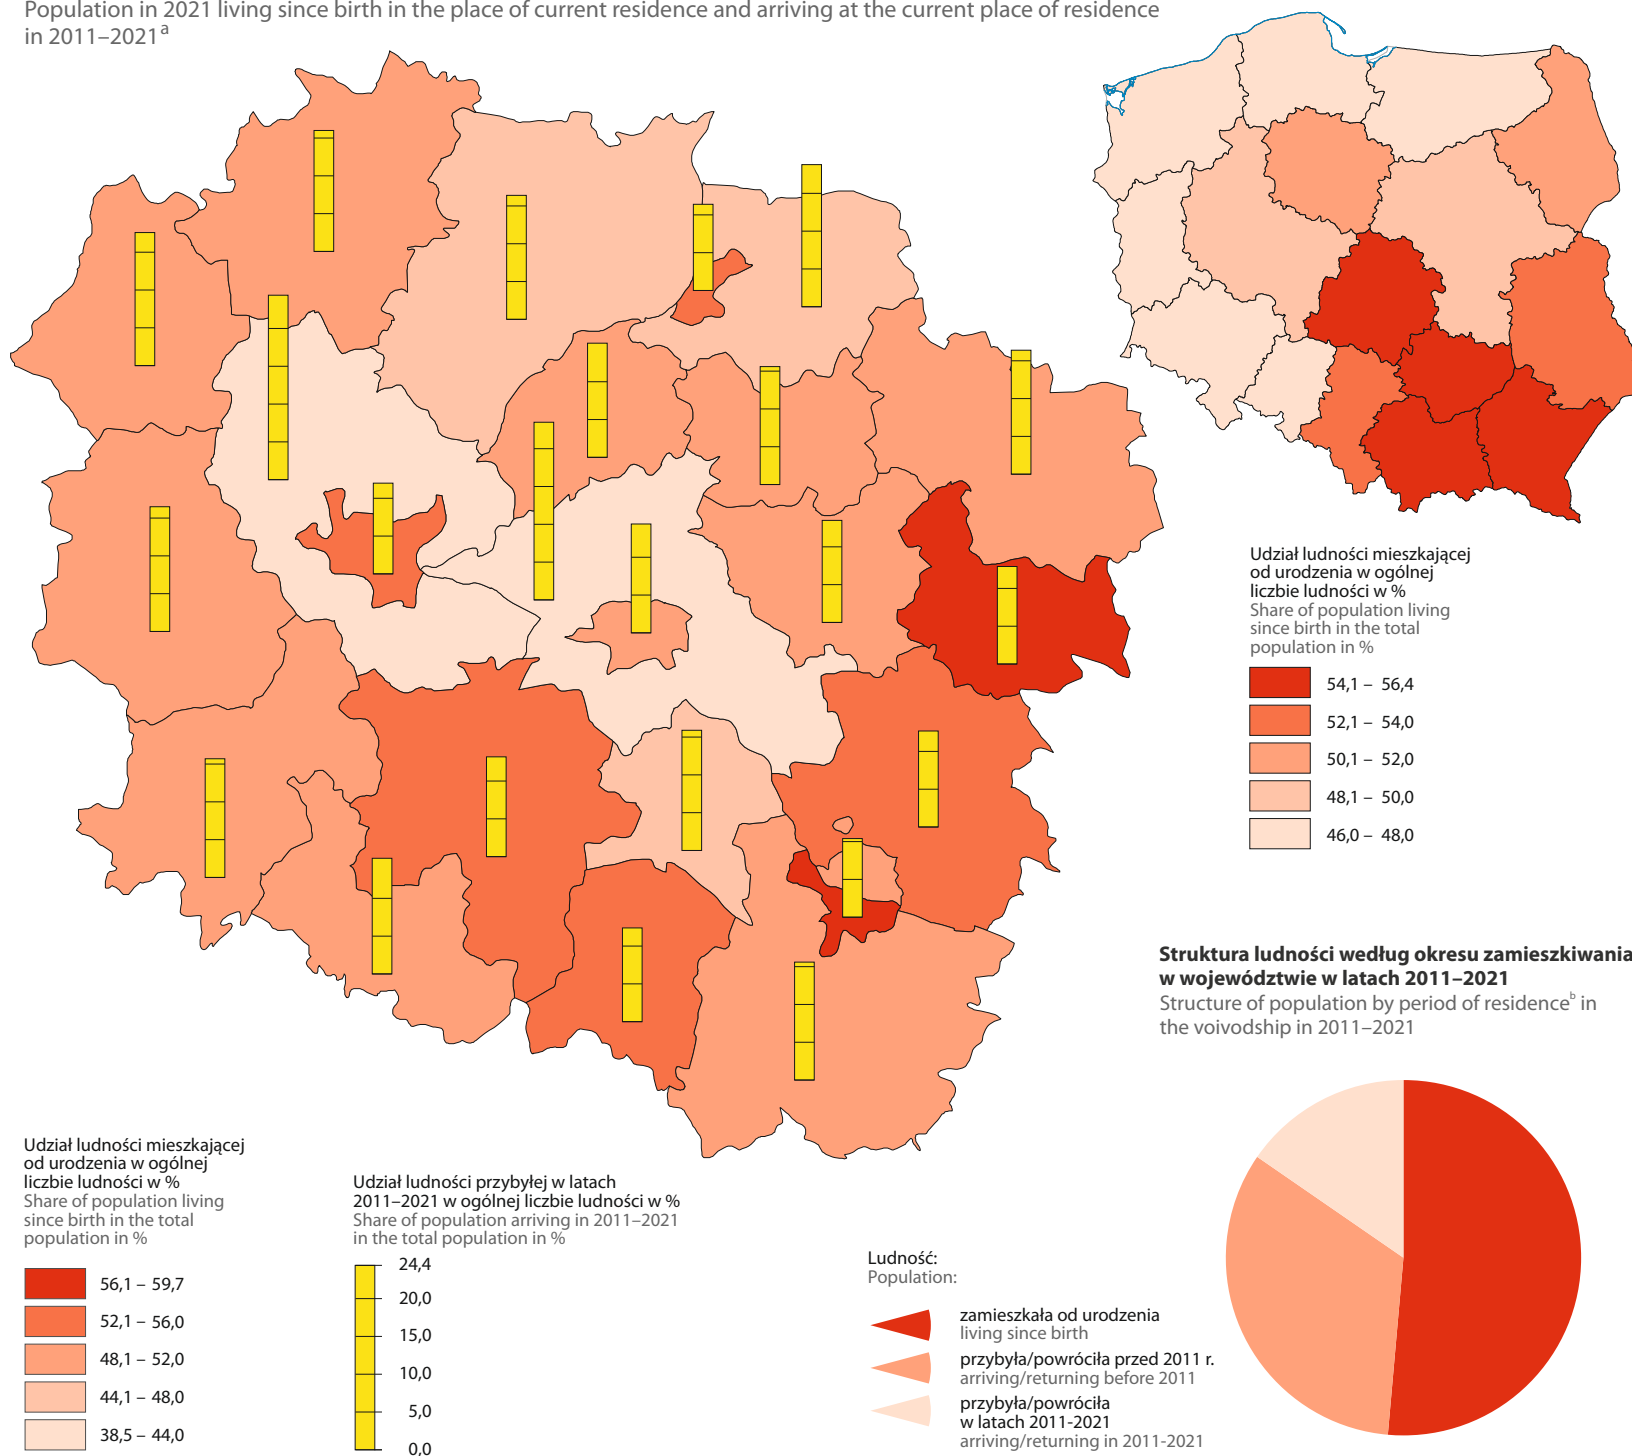 Population in 2021 living since birth in the place of current residence and arriving at the current place of residence
in 2011–2021ᵃ
Udział ludności mieszkającej
od urodzenia w ogólnej
liczbie ludności w %
Share of population living
since birth in the total
population in %
54,1 – 56,4
52,1 – 54,0
50,1 – 52,0
48,1 – 50,0
46,0 – 48,0
Struktura ludności według okresu zamieszkiwania
w województwie w latach 2011–2021
Structure of population by period of residenceᵇ in
the voivodship in 2011–2021
Udział ludności mieszkającej
od urodzenia w ogólnej
liczbie ludności w %
Share of population living
since birth in the total
population in %
56,1 – 59,7
52,1 – 56,0
48,1 – 52,0
44,1 – 48,0
38,5 – 44,0
Udział ludności przybyłej w latach
2011–2021 w ogólnej liczbie ludności w %
Share of population arriving in 2011–2021
in the total population in %
24,4
20,0
15,0
10,0
5,0
0,0
Ludność:
Population:
zamieszkała od urodzenia
living since birth
przybyła/powróciła przed 2011 r.
arriving/returning before 2011
przybyła/powróciła
w latach 2011-2021
arriving/returning in 2011-2021